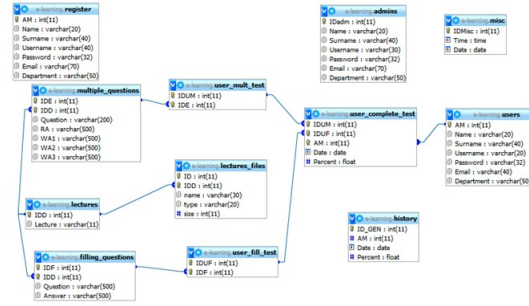 e-learning.register
AM : int(11)
Name : varchar(20)
Surname : varchar(40)
Username : varchar(40)
Password : varchar(32)
Email : varchar(70)
Department : varchar(50)
e-learning.admins
IDadm : int(11)
Name : varchar(20)
Surname : varchar(40)
Username : varchar(30)
Password : varchar(32)
Email : varchar(70)
Department : varchar(50)
e-learning.misc
IDMisc : int(11)
Time : time
Date : date
e-learning.multiple_questions
IDE : int(11)
IDD : int(11)
Question : varchar(200)
RA : varchar(500)
WA1 : varchar(500)
WA2 : varchar(500)
WA3 : varchar(500)
e-learning.user_mult_test
IDUM : int(11)
IDE : int(11)
e-learning.user_complete_test
IDUM : int(11)
IDUF : int(11)
AM : int(11)
Date : date
Percent : float
e-learning.users
AM : int(11)
Name : varchar(20)
Surname : varchar(40)
Username : varchar(20)
Password : varchar(32)
Email : varchar(40)
Department : varchar(50
e-learning.lectures_files
ID : int(11)
IDD : int(11)
name : varchar(30)
type : varchar(20)
size : int(11)
e-learning.lectures
IDD : int(11)
Lecture : varchar(11)
e-learning.history
ID_GEN : int(11)
AM : int(11)
Date : date
Percent : float
e-learning.filling_questions
IDF : int(11)
IDD : int(11)
Question : varchar(500)
Answer : varchar(500)
e-learning.user_fill_test
IDUF : int(11)
IDF : int(11)